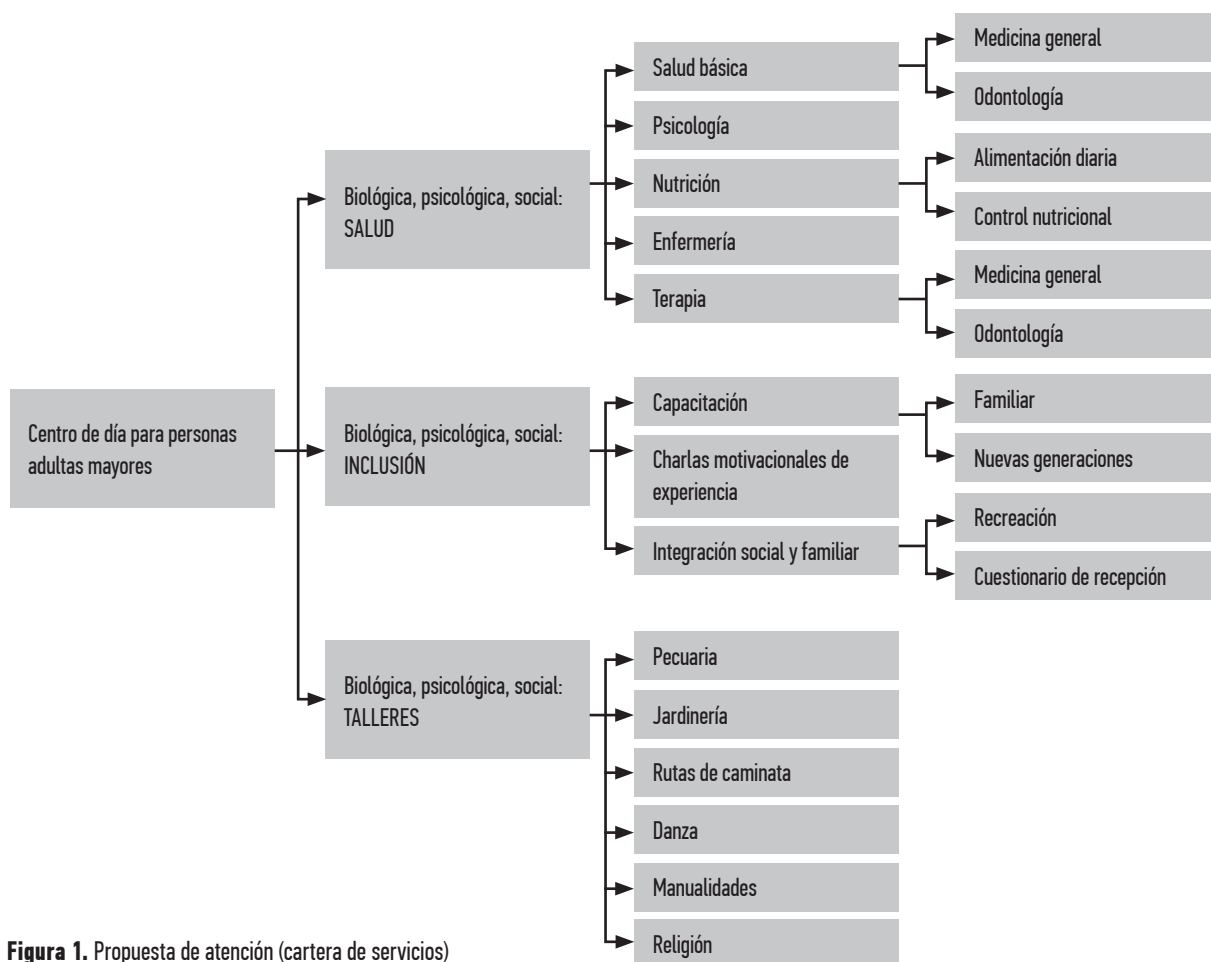 Centro de día para personas
adultas mayores
Biológica, psicológica, social:
SALUD
Salud básica
Medicina general
Odontología
Psicología
Nutrición
Alimentación diaria
Control nutricional
Enfermería
Terapia
Medicina general
Odontología
Biológica, psicológica, social:
INCLUSIÓN
Capacitación
Familiar
Nuevas generaciones
Charlas motivacionales de
experiencia
Integración social y familiar
Recreación
Cuestionario de recepción
Biológica, psicológica, social:
TALLERES
Pecuaria
Jardinería
Rutas de caminata
Danza
Manualidades
Religión
Figura 1. Propuesta de atención (cartera de servicios)